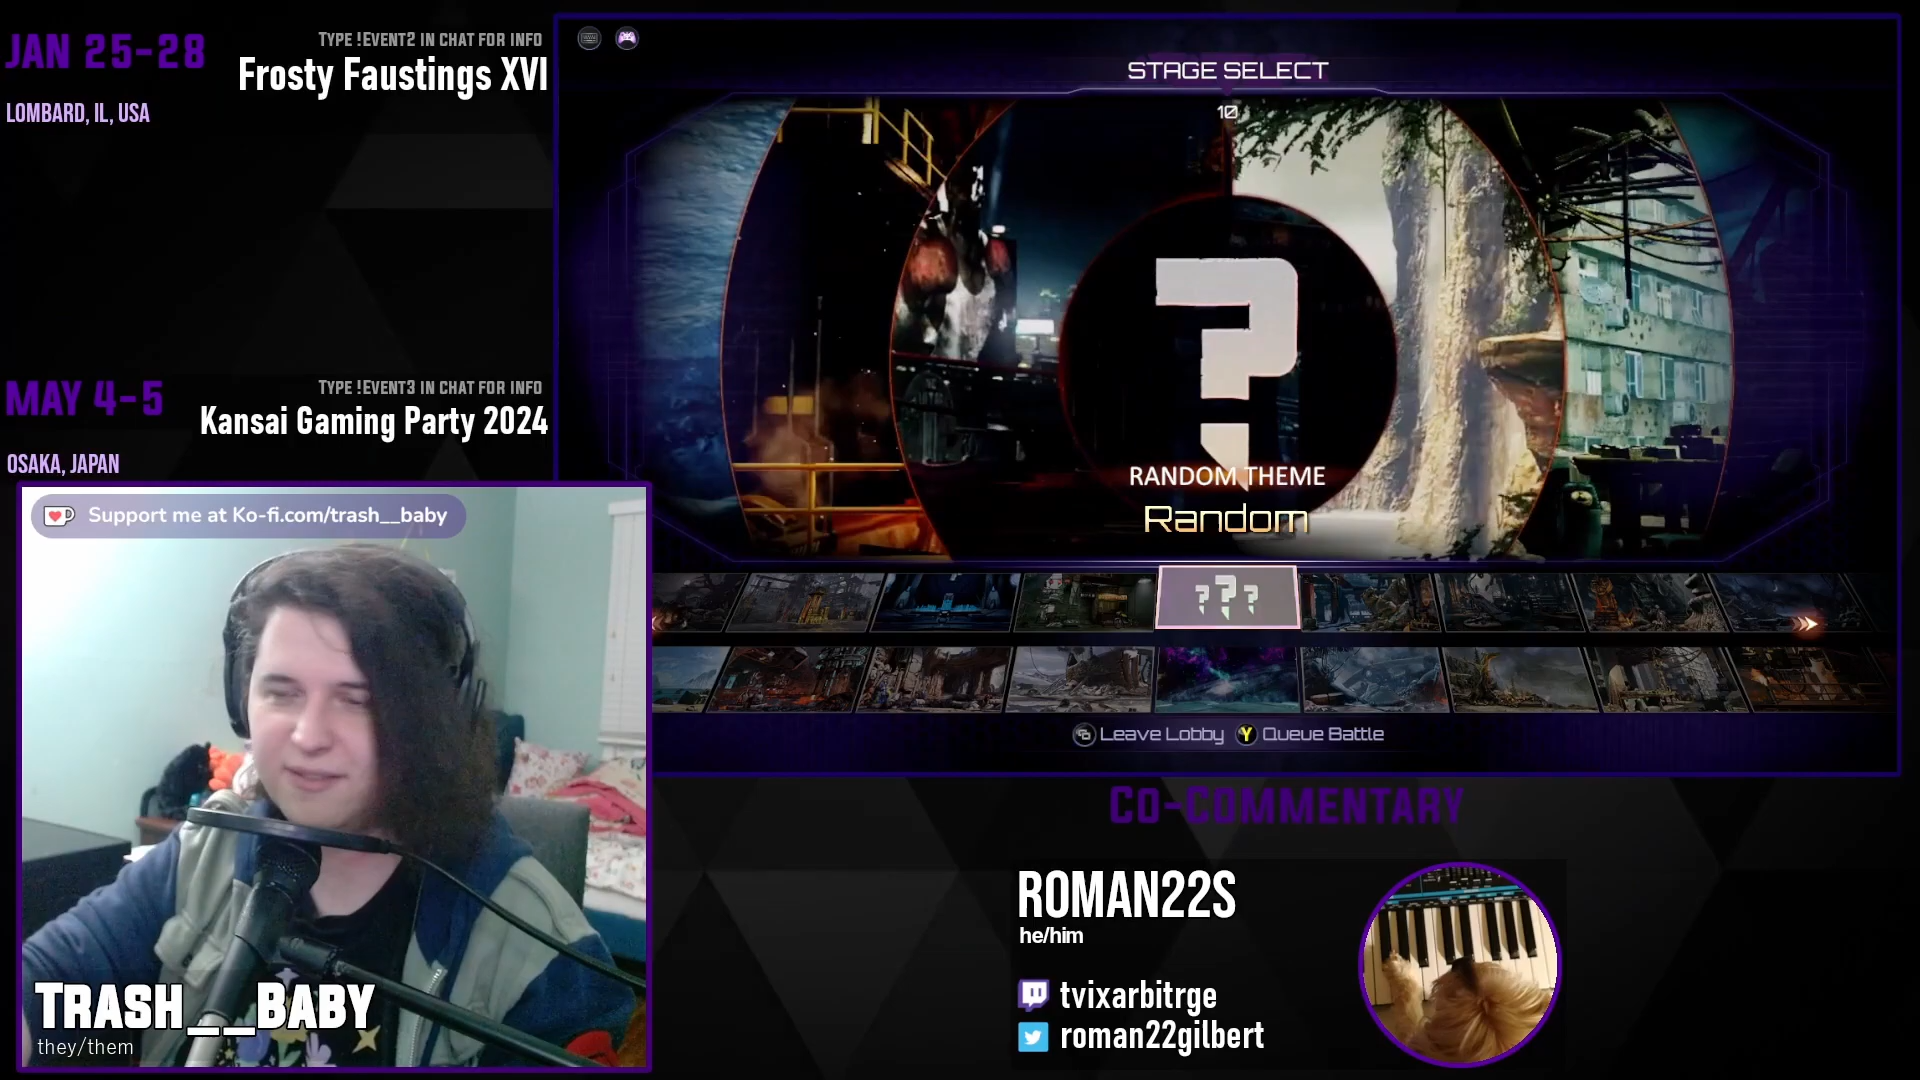 JAN 25-28
TYPE !EVENT2 IN CHAT FOR INFO
Frosty Faustings XVI
LOMBARD, IL, USA
MAY 4-5
TYPE !EVENT3 IN CHAT FOR INFO
Kansai Gaming Party 2024
OSAKA, JAPAN
Support me at Ko-fi.com/trash__baby
TRASH__BABY
they/them
STAGE SELECT
10
RANDOM THEME
Random
Leave Lobby Y Queue Battle
CO-COMMENTARY
ROMAN22S
he/him
tvixarbitrge
roman22gilbert